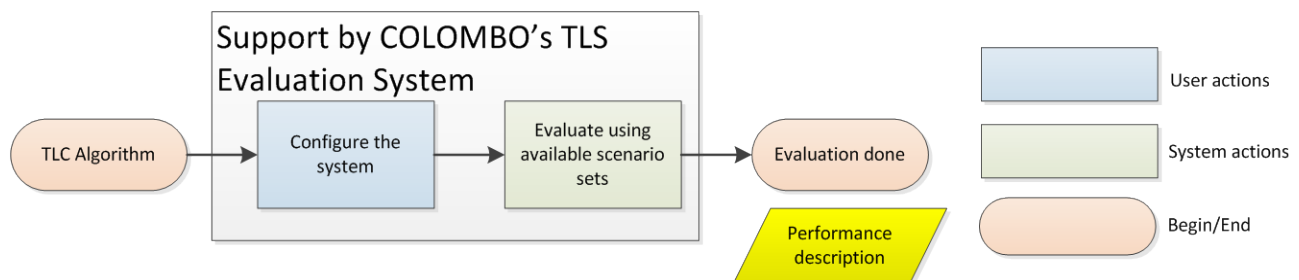 Support by COLOMBO's TLS
Evaluation System
TLC Algorithm
Configure the
system
Evaluate using
available scenario
sets
Evaluation done
Performance
description
User actions
System actions
Begin/End